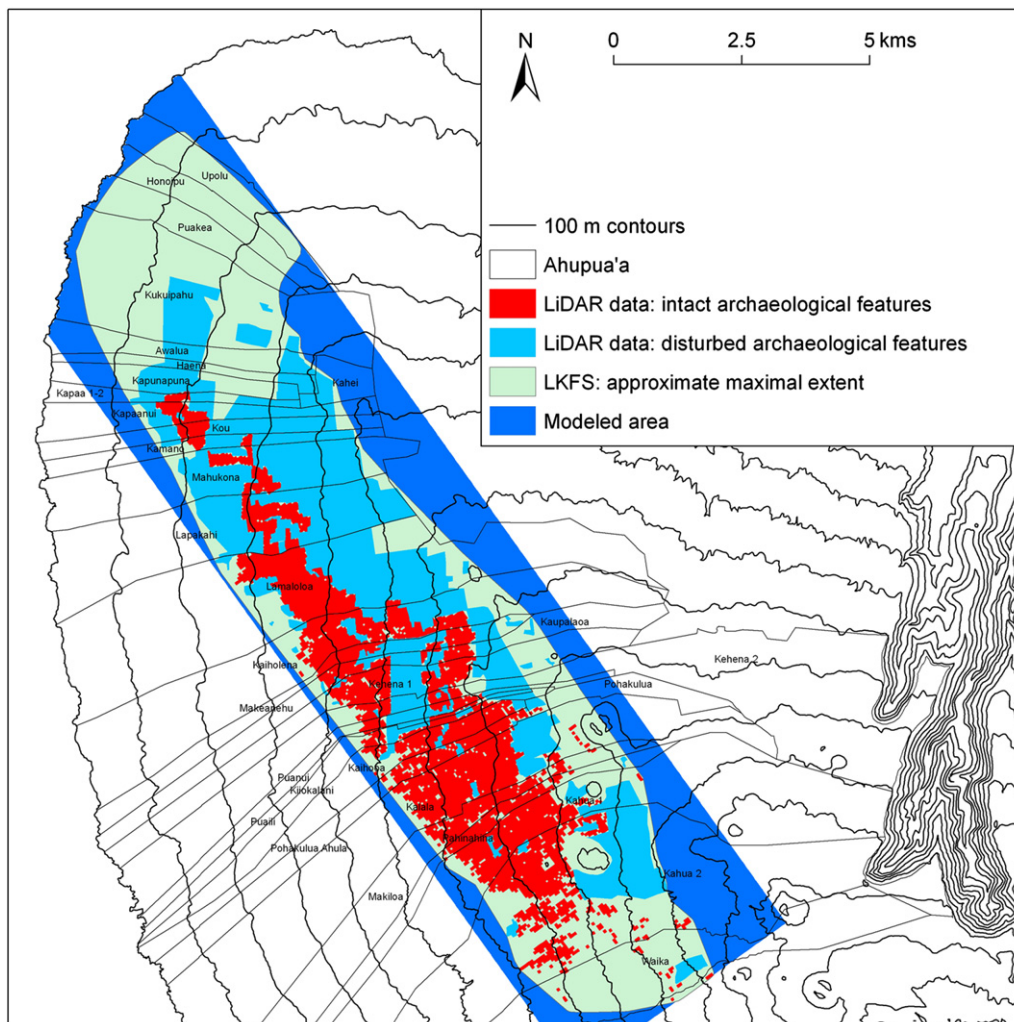 N
0 2.5 5 kms
100 m contours
Ahupua'a
LiDAR data: intact archaeological features
LiDAR data: disturbed archaeological features
LKFS: approximate maximal extent
Modeled area
Upolu
Honoipu
Puakea
Kukuipahu
Awalua
Haena
Kapunapuna
Kahei
Kapaa 1-2
Kapaanui
Kou
Kamano
Mahukona
Lapakahi
Lamaloloa
Kaupalaoa
Kehena 2
Kaiholena
Kehena 1
Pohakulua
Makeanehu
Kaihooa
Puanui
Kiiokalani
Kalala
Kahua 1
Puaili
Pahinahina
Pohakulua Ahula
Kahua 2
Makiloa
Waika